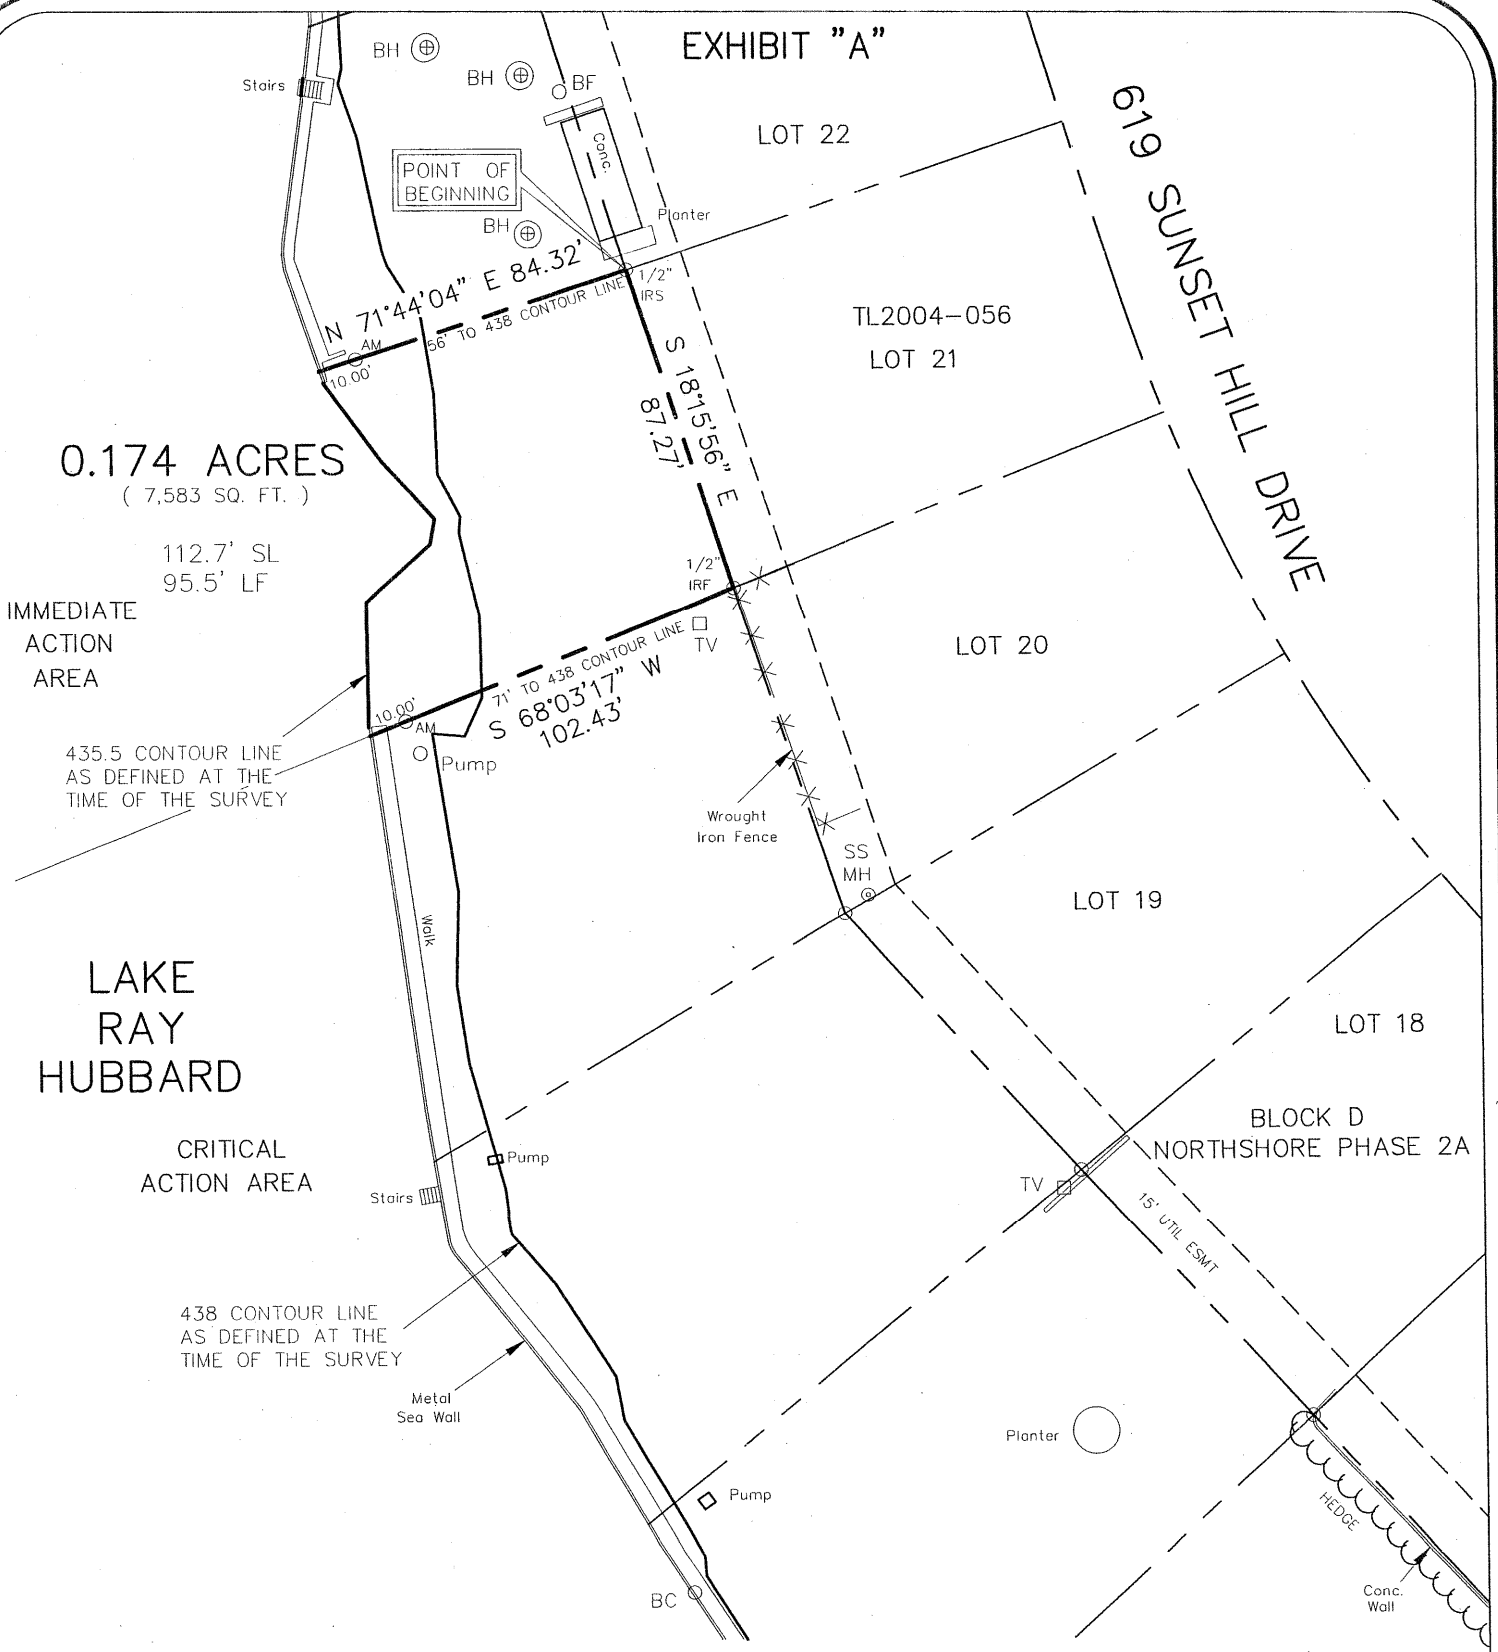 EXHIBIT "A"
BH
BH
BF
Stairs
LOT 22
619 SUNSET HILL DRIVE
Conc.
POINT OF
BEGINNING
BH
Planter
N 71°44'04" E 84.32'
56' TO 438 CONTOUR LINE
1/2"
IRS
AM
10.00'
TL2004-056
LOT 21
S 18°15'56" E
87.27'
0.174 ACRES
( 7,583 SQ. FT. )
112.7' SL
95.5' LF
IMMEDIATE
ACTION
AREA
1/2"
IRF
TV
LOT 20
71' TO 438 CONTOUR LINE
S 68°03'17" W
102.43'
10.00'
AM
Pump
435.5 CONTOUR LINE
AS DEFINED AT THE
TIME OF THE SURVEY
Wrought
Iron Fence
SS
MH
LOT 19
Walk
LAKE
RAY
HUBBARD
LOT 18
BLOCK D
NORTHSHORE PHASE 2A
CRITICAL
ACTION AREA
Pump
Stairs
TV
15' UTIL ESMT
438 CONTOUR LINE
AS DEFINED AT THE
TIME OF THE SURVEY
Metal
Sea Wall
Planter
Pump
HEDGE
BC
Conc.
Wall